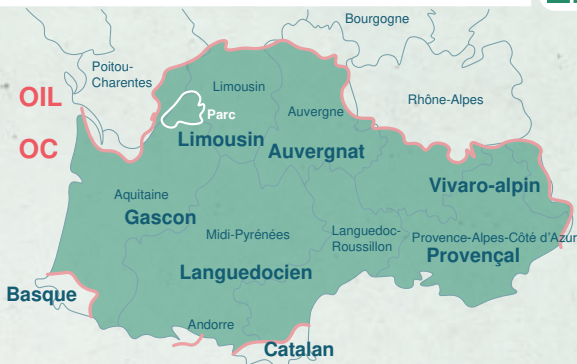 Bourgogne
Poitou-
Charentes
Limousin
OIL
Rhône-Alpes
Auvergne
Parc
Limousin
OC
Auvergnat
Vivaro-alpin
Aquitaine
Gascon
Midi-Pyrénées
Languedoc-
Roussillon
Provence-Alpes-Côté d'Azur
Provençal
Languedocien
Basque
Andorre
Catalan